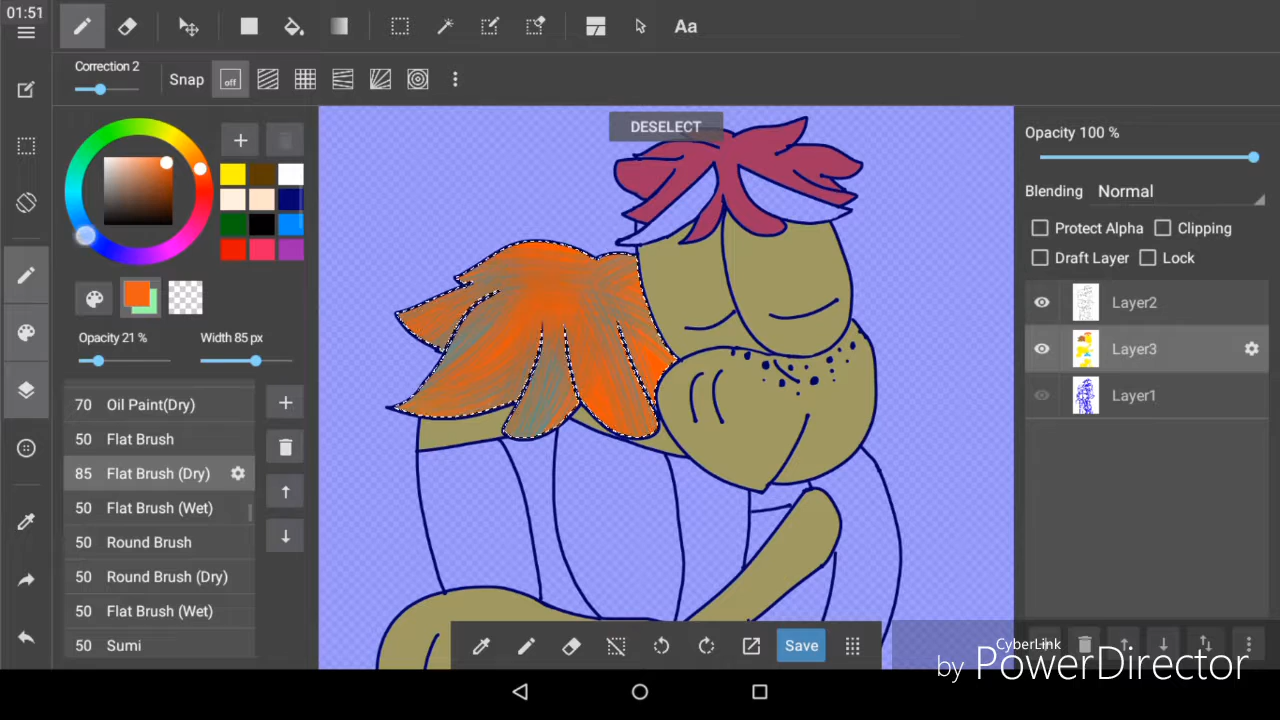 01:51
Aa
Correction 2
Snap
off
DESELECT
Opacity 100 %
Blending Normal
Protect Alpha
Clipping
Draft Layer
Lock
Layer2
Layer3
Layer1
Opacity 21 %
Width 85 px
70 Oil Paint(Dry)
50 Flat Brush
85 Flat Brush (Dry)
50 Flat Brush (Wet)
50 Round Brush
50 Round Brush (Dry)
50 Flat Brush (Wet)
50 Sumi
Save
CyberLink
by PowerDirector